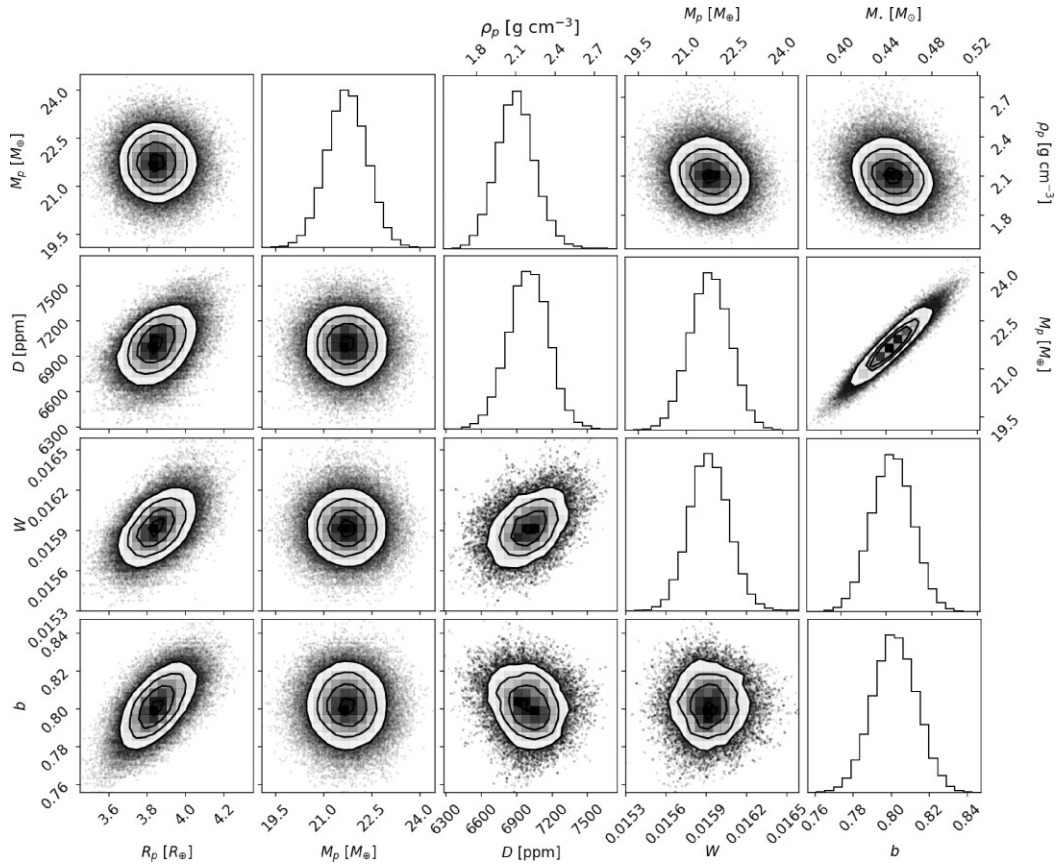 ρₚ [g cm⁻³]
Mₚ [M⊕]
M⋆ [M⊙]
1.8 2.1 2.4 2.7
19.5 21.0 22.5 24.0
0.40 0.44 0.48 0.52
Mₚ [M⊕]
24.0
22.5
21.0
19.5
2.7
2.4
2.1
1.8
ρₚ [g cm⁻³]
D [ppm]
7500
7200
6900
6600
6300
24.0
22.5
21.0
19.5
Mₚ [M⊕]
W
0.0165
0.0162
0.0159
0.0156
0.0153
b
0.84
0.82
0.80
0.78
0.76
3.6 3.8 4.0 4.2
19.5 21.0 22.5 24.0
6300 6600 6900 7200 7500
0.0153 0.0156 0.0159 0.0162 0.0165
0.76 0.78 0.80 0.82 0.84
Rₚ [R⊕]
Mₚ [M⊕]
D [ppm]
W
b